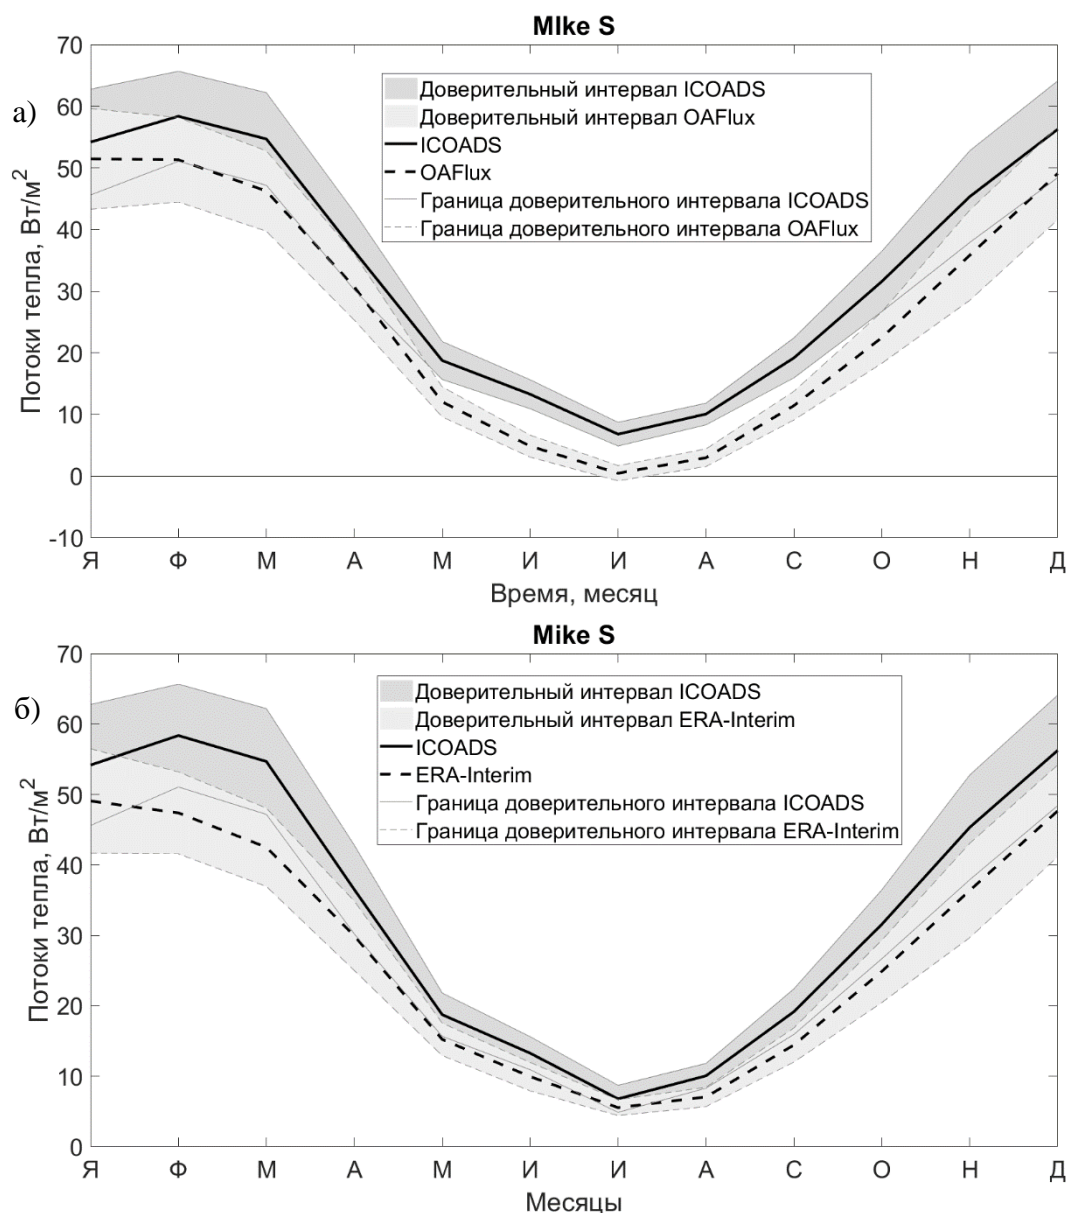 MIke S
а)
70
60
50
40
30
20
10
0
-10
Потоки тепла, Вт/м²
Доверительный интервал ICOADS
Доверительный интервал OAFlux
ICOADS
OAFlux
Граница доверительного интервала ICOADS
Граница доверительного интервала OAFlux
Я Ф М А М И И А С О Н Д
Время, месяц
Mike S
б)
70
60
50
40
30
20
10
0
Потоки тепла, Вт/м²
Доверительный интервал ICOADS
Доверительный интервал ERA-Interim
ICOADS
ERA-Interim
Граница доверительного интервала ICOADS
Граница доверительного интервала ERA-Interim
Я Ф М А М И И А С О Н Д
Месяцы